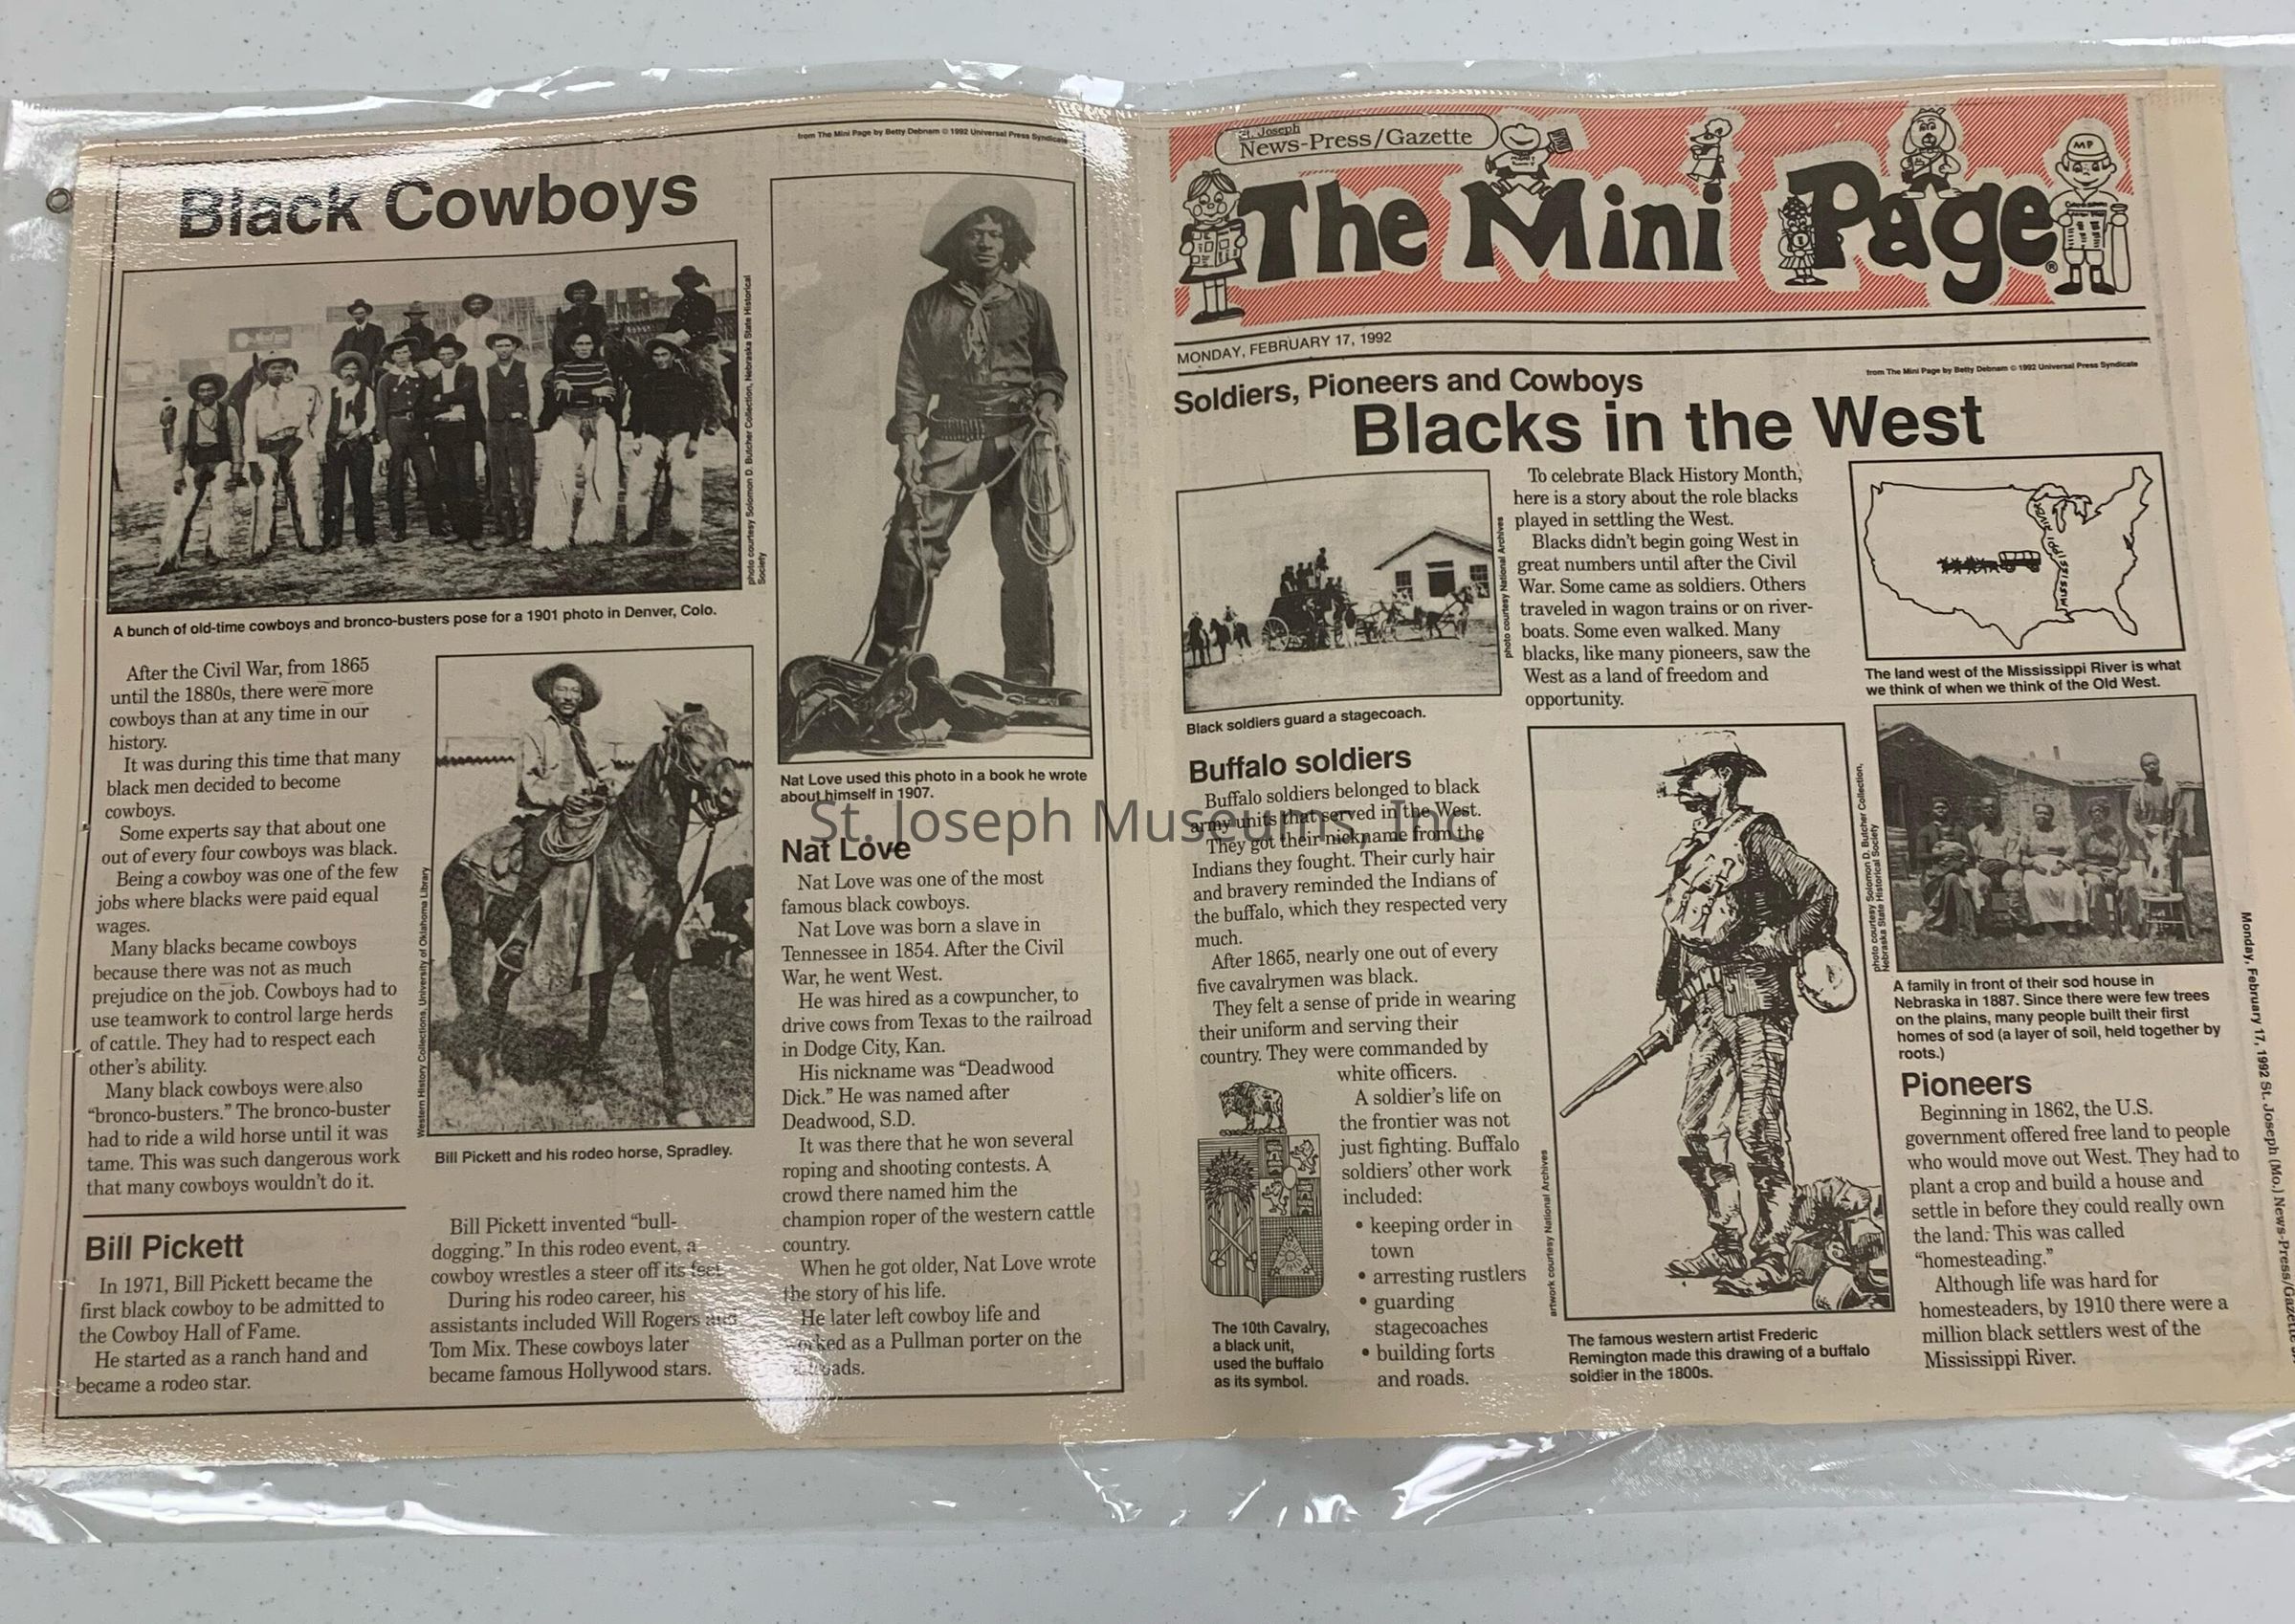 from The Mini Page by Betty Debnam © 1992 Universal Press Syndicate
Black Cowboys
photo courtesy Solomon D. Butcher Collection, Nebraska State Historical
Society
A bunch of old-time cowboys and bronco-busters pose for a 1901 photo in Denver, Colo.
After the Civil War, from 1865
until the 1880s, there were more
cowboys than at any time in our
history.
It was during this time that many
black men decided to become
cowboys.
Some experts say that about one
out of every four cowboys was black.
Being a cowboy was one of the few
jobs where blacks were paid equal
wages.
Many blacks became cowboys
because there was not as much
prejudice on the job. Cowboys had to
use teamwork to control large herds
of cattle. They had to respect each
other's ability.
Many black cowboys were also
“bronco-busters.” The bronco-buster
had to ride a wild horse until it was
tame. This was such dangerous work
that many cowboys wouldn't do it.
Western History Collections, University of Oklahoma Library
Bill Pickett and his rodeo horse, Spradley.
Bill Pickett
In 1971, Bill Pickett became the
first black cowboy to be admitted to
the Cowboy Hall of Fame.
He started as a ranch hand and
became a rodeo star.
Bill Pickett invented “bull-
dogging.” In this rodeo event, a
cowboy wrestles a steer off its feet.
During his rodeo career, his
assistants included Will Rogers and
Tom Mix. These cowboys later
became famous Hollywood stars.
Nat Love used this photo in a book he wrote
about himself in 1907.
Nat Love
Nat Love was one of the most
famous black cowboys.
Nat Love was born a slave in
Tennessee in 1854. After the Civil
War, he went West.
He was hired as a cowpuncher, to
drive cows from Texas to the railroad
in Dodge City, Kan.
His nickname was “Deadwood
Dick.” He was named after
Deadwood, S.D.
It was there that he won several
roping and shooting contests. A
crowd there named him the
champion roper of the western cattle
country.
When he got older, Nat Love wrote
the story of his life.
He later left cowboy life and
worked as a Pullman porter on the
railroads.
St. Joseph Museums, Inc.
St. Joseph
News-Press/Gazette
The Mini Page®
MP
MONDAY, FEBRUARY 17, 1992
from The Mini Page by Betty Debnam © 1992 Universal Press Syndicate
Soldiers, Pioneers and Cowboys
Blacks in the West
photo courtesy National Archives
Black soldiers guard a stagecoach.
To celebrate Black History Month,
here is a story about the role blacks
played in settling the West.
Blacks didn't begin going West in
great numbers until after the Civil
War. Some came as soldiers. Others
traveled in wagon trains or on river-
boats. Some even walked. Many
blacks, like many pioneers, saw the
West as a land of freedom and
opportunity.
MISSISSIPPI RIVER
The land west of the Mississippi River is what
we think of when we think of the Old West.
Buffalo soldiers
Buffalo soldiers belonged to black
army units that served in the West.
They got their nickname from the
Indians they fought. Their curly hair
and bravery reminded the Indians of
the buffalo, which they respected very
much.
After 1865, nearly one out of every
five cavalrymen was black.
They felt a sense of pride in wearing
their uniform and serving their
country. They were commanded by
white officers.
A soldier's life on
the frontier was not
just fighting. Buffalo
soldiers' other work
included:
• keeping order in
town
• arresting rustlers
• guarding
stagecoaches
• building forts
and roads.
The 10th Cavalry,
a black unit,
used the buffalo
as its symbol.
artwork courtesy National Archives
The famous western artist Frederic
Remington made this drawing of a buffalo
soldier in the 1800s.
photo courtesy Solomon D. Butcher Collection,
Nebraska State Historical Society
A family in front of their sod house in
Nebraska in 1887. Since there were few trees
on the plains, many people built their first
homes of sod (a layer of soil, held together by
roots.)
Pioneers
Beginning in 1862, the U.S.
government offered free land to people
who would move out West. They had to
plant a crop and build a house and
settle in before they could really own
the land. This was called
“homesteading.”
Although life was hard for
homesteaders, by 1910 there were a
million black settlers west of the
Mississippi River.
Monday, February 17, 1992 St. Joseph (Mo.) News-Press/Gazette